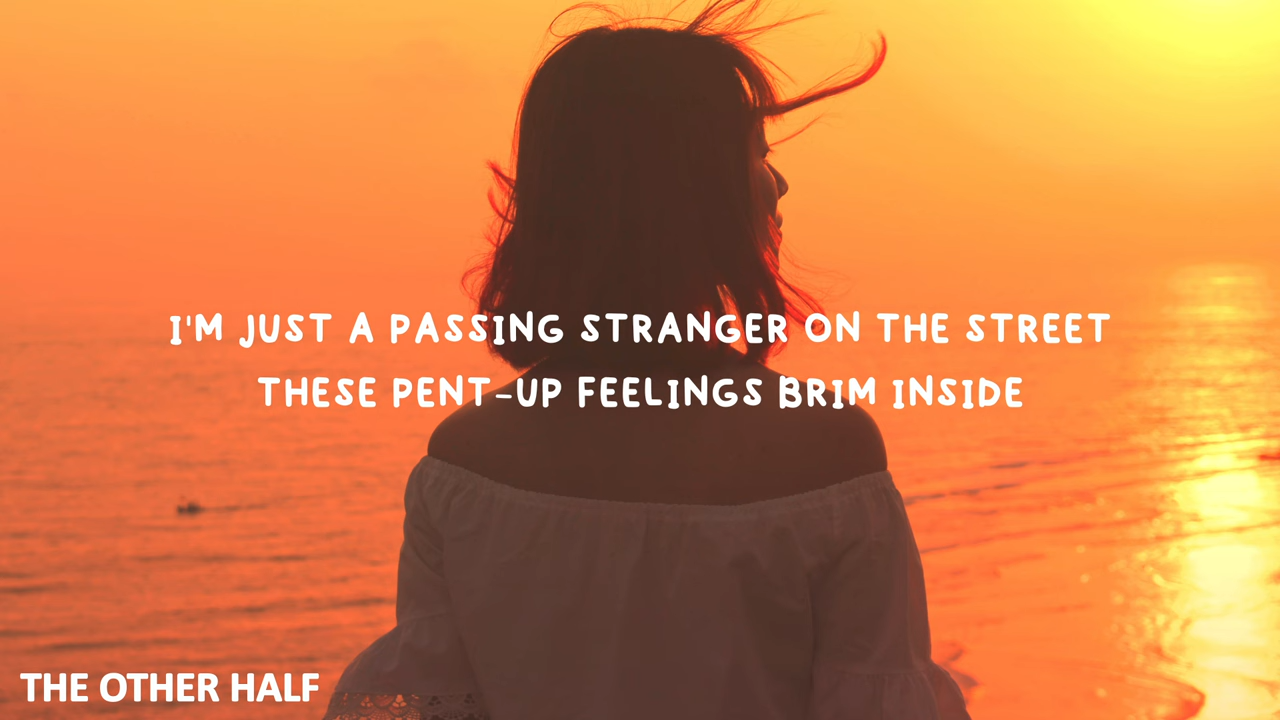 I'M JUST A PASSING STRANGER ON THE STREET
THESE PENT-UP FEELINGS BRIM INSIDE
THE OTHER HALF